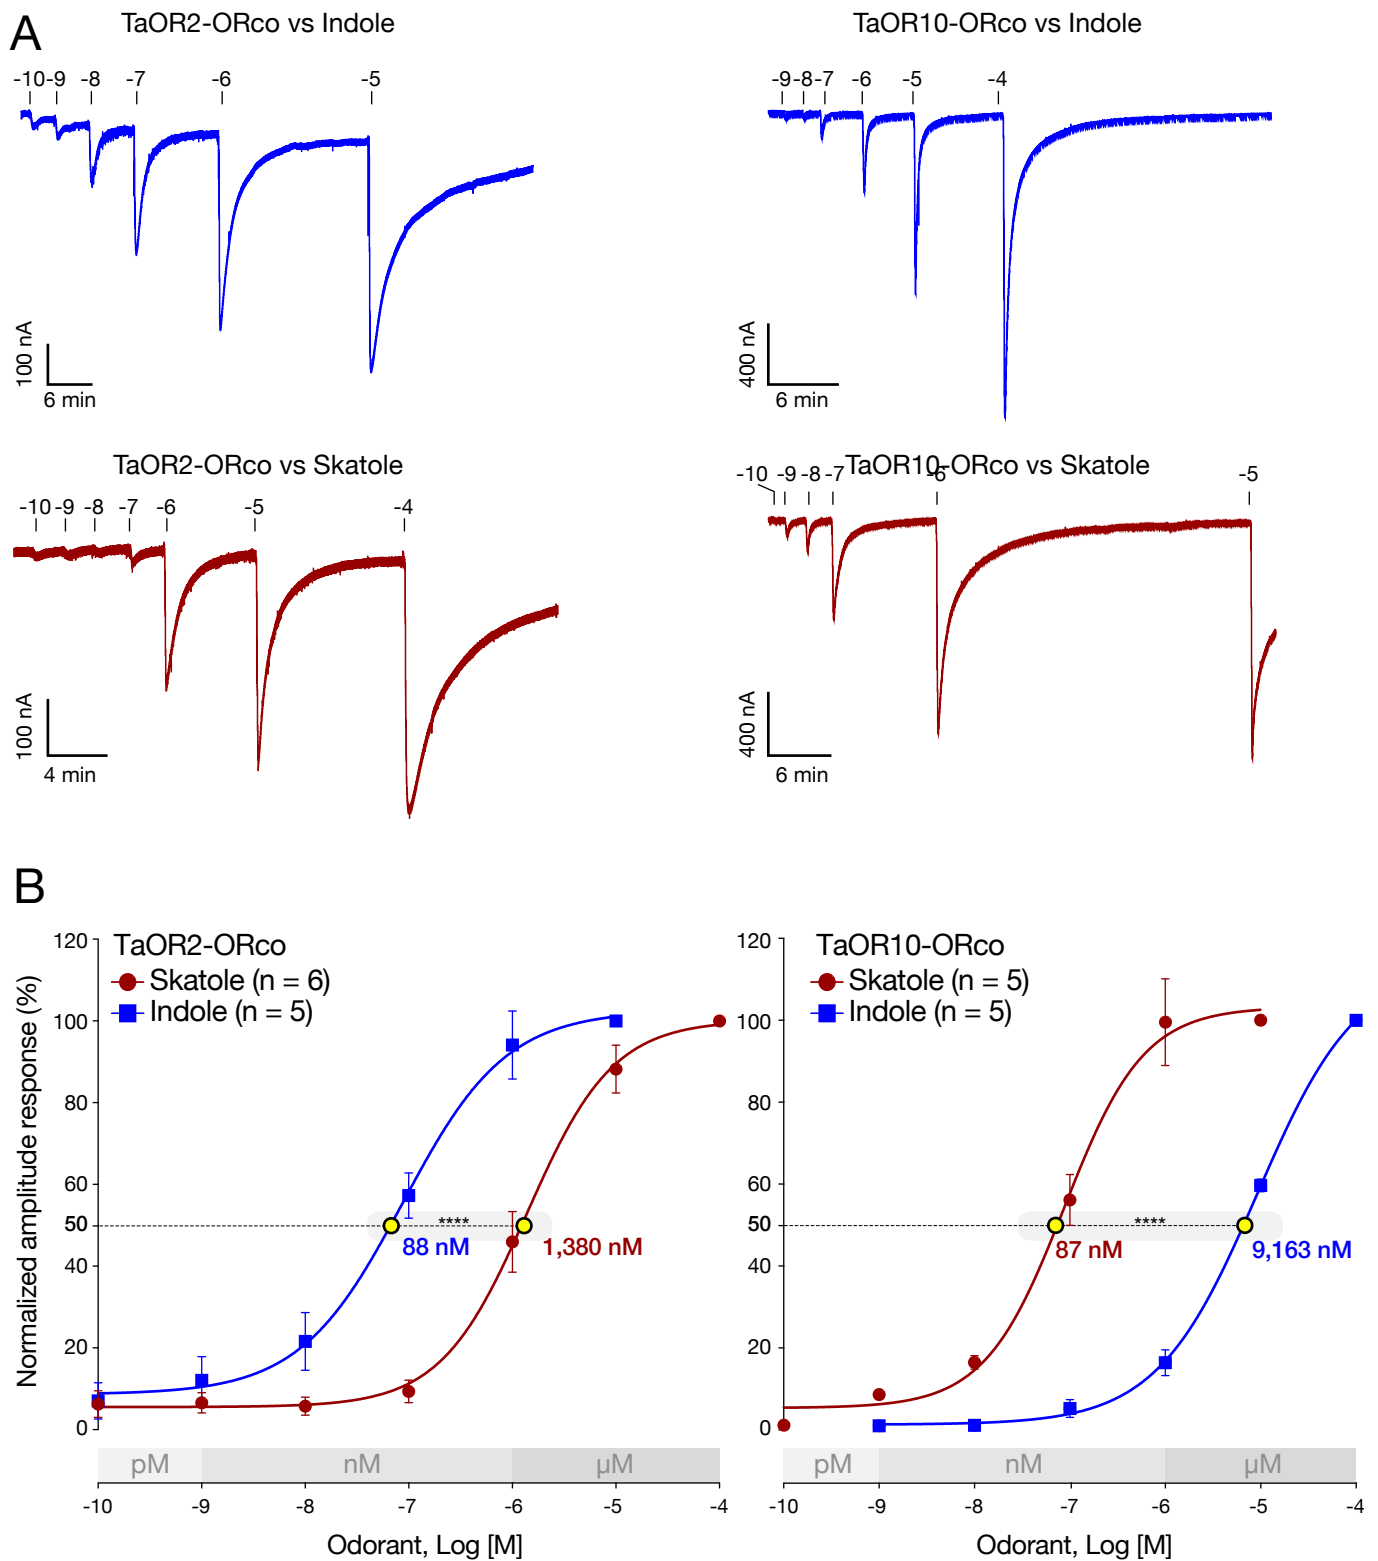 A
TaOR2-ORco vs Indole
-10 -9 -8 -7 -6 -5
100 nA
6 min
TaOR10-ORco vs Indole
-9 -8 -7 -6 -5 -4
400 nA
6 min
TaOR2-ORco vs Skatole
-10 -9 -8 -7 -6 -5 -4
100 nA
4 min
TaOR10-ORco vs Skatole
-10 -9 -8 -7 -6 -5
400 nA
6 min
B
Normalized amplitude response (%)
120
100
80
60
50
40
20
0
TaOR2-ORco
Skatole (n = 6)
Indole (n = 5)
****
88 nM
1,380 nM
pM nM µM
-10 -9 -8 -7 -6 -5 -4
Odorant, Log [M]
120
100
80
60
50
40
20
0
TaOR10-ORco
Skatole (n = 5)
Indole (n = 5)
****
87 nM
9,163 nM
pM nM µM
-10 -9 -8 -7 -6 -5 -4
Odorant, Log [M]